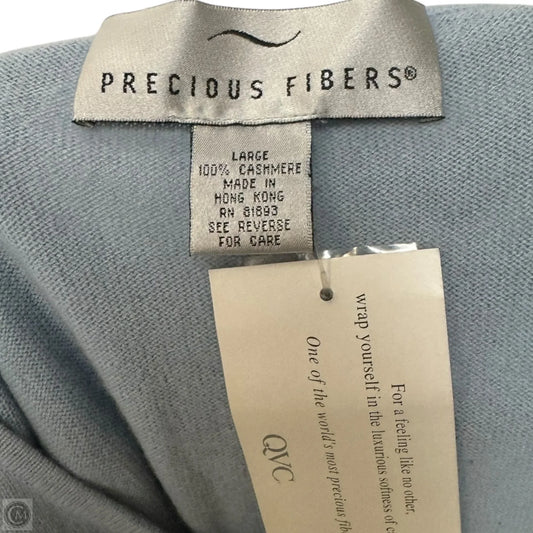 PRECIOUS FIBERS®
LARGE
100% CASHMERE
MADE IN
HONG KONG
RN 81893
SEE REVERSE
FOR CARE
For a feeling like no other,
wrap yourself in the luxurious softness of
One of the world's most precious
QVC
M